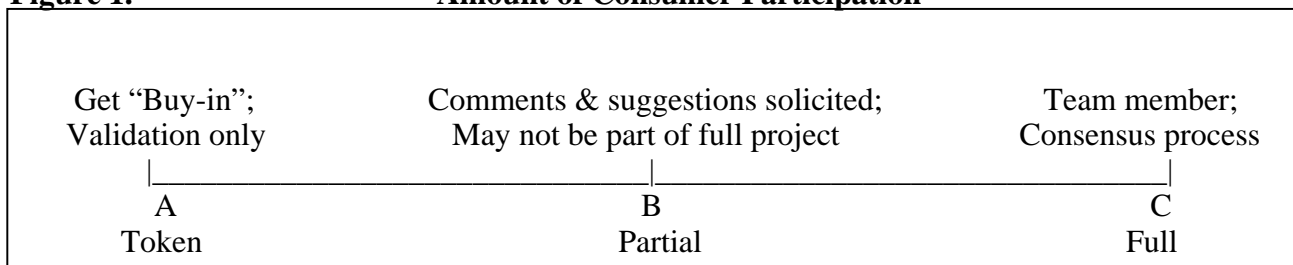 Figure 1. Amount of Consumer Participation
Get “Buy-in”; Comments & suggestions solicited; Team member;
Validation only May not be part of full project Consensus process
A B C
Token Partial Full